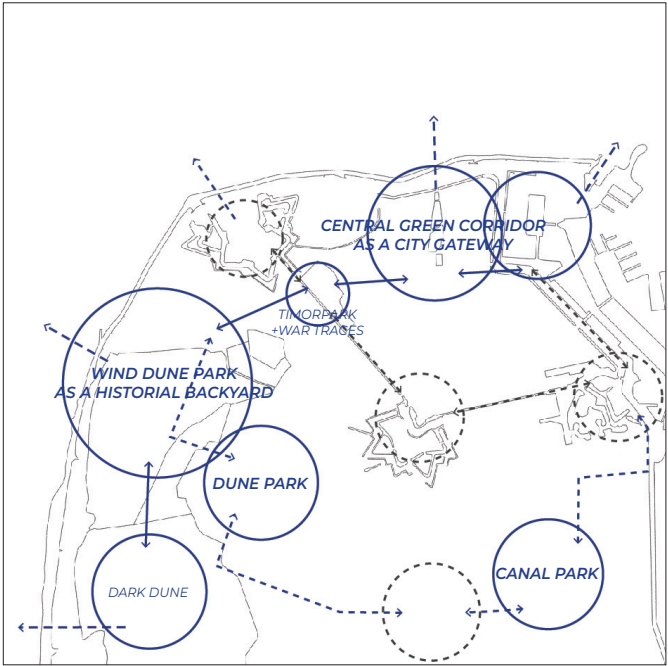 CENTRAL GREEN CORRIDOR
AS A CITY GATEWAY
TIMORPARK
+WAR TRACES
WIND DUNE PARK
AS A HISTORIAL BACKYARD
DUNE PARK
CANAL PARK
DARK DUNE